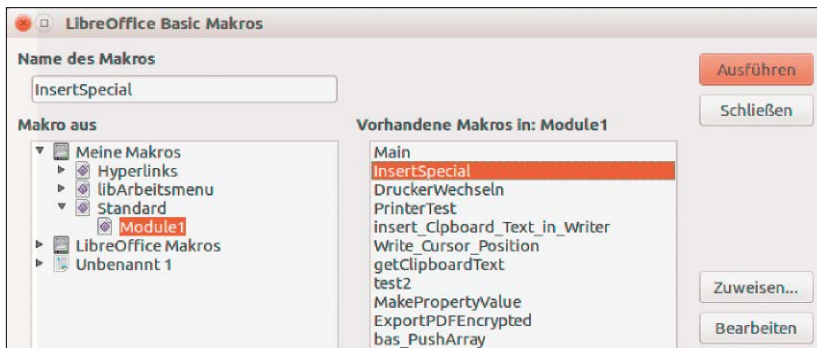 LibreOffice Basic Makros
Name des Makros
InsertSpecial
Ausführen
Schließen
Makro aus
Meine Makros
Hyperlinks
libArbeitsmenu
Standard
Module1
LibreOffice Makros
Unbenannt 1
Vorhandene Makros in: Module1
Main
InsertSpecial
DruckerWechseln
PrinterTest
insert_Clpboard_Text_in_Writer
Write_Cursor_Position
getClipboardText
test2
MakePropertyValue
ExportPDFEncrypted
bas_PushArray
Zuweisen...
Bearbeiten